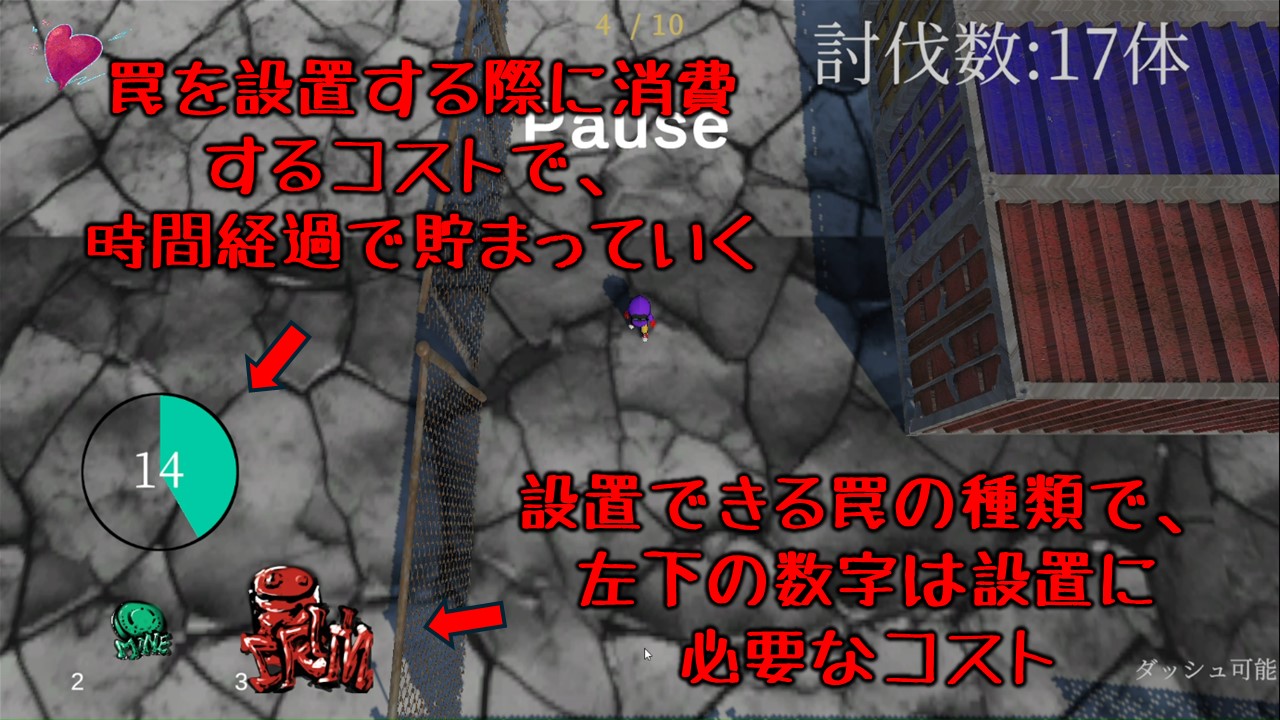 4 / 10
討伐数:17体
罠を設置する際に消費
するコストで、
時間経過で貯まっていく
Pause
14
設置できる罠の種類で、
左下の数字は設置に
必要なコスト
MINE
2
3
ダッシュ可能